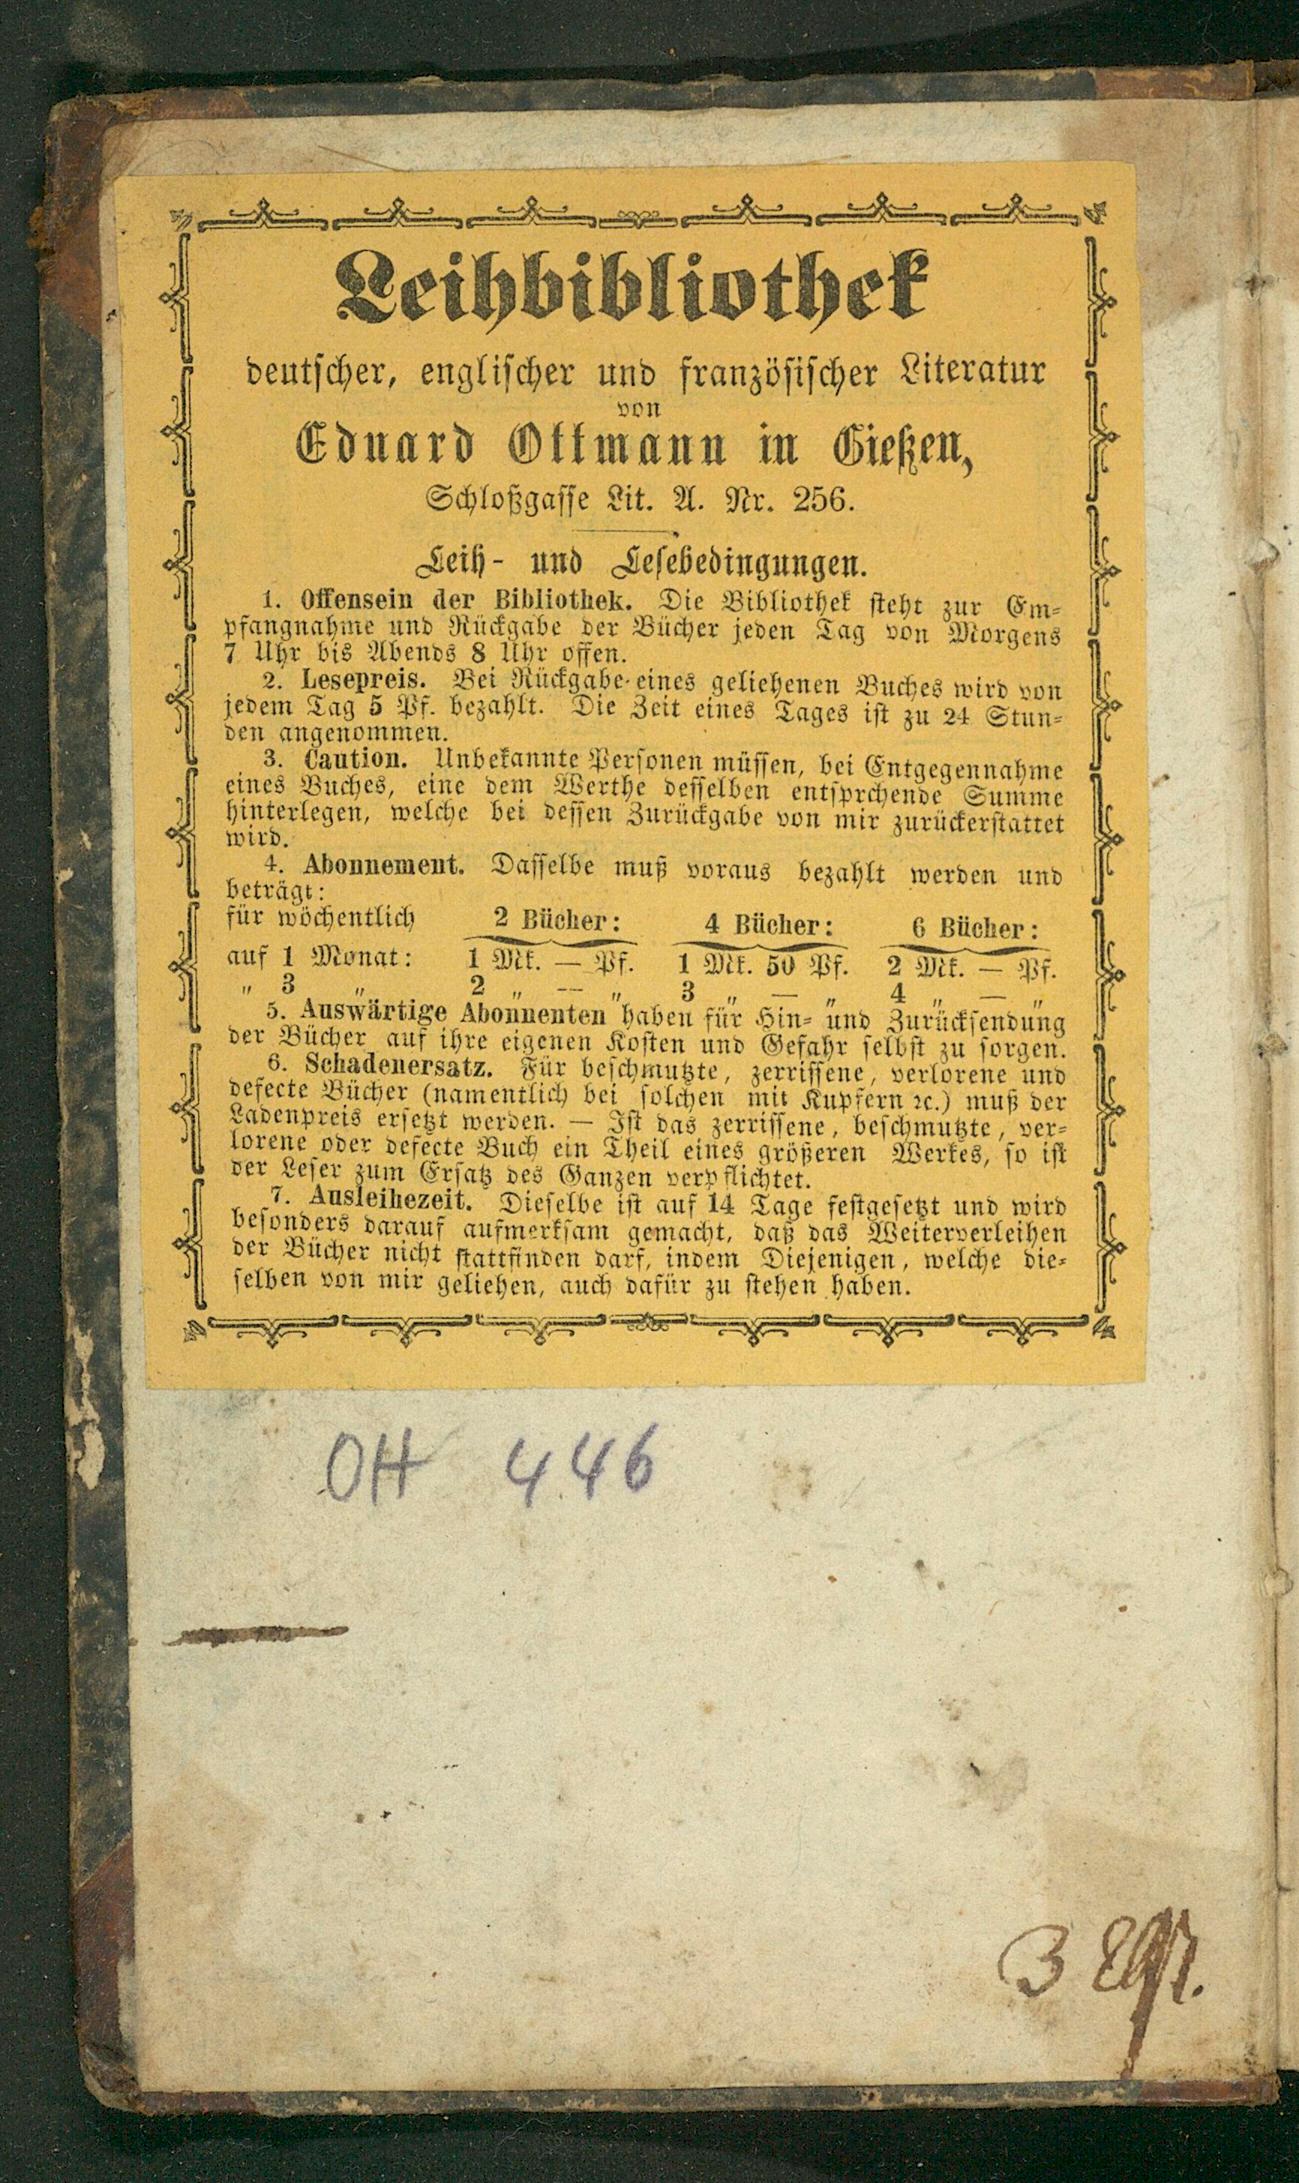 Leihbibliothek
deutscher, englischer und französischer Literatur
von
Eduard Ottmann in Gießen,
Schloßgasse Lit. A. Nr. 256.
Leih- und Lesebedingungen.
1. Offensein der Bibliothek. Die Bibliothek steht zur Em-
pfangnahme und Rückgabe der Bücher jeden Tag von Morgens
7 Uhr bis Abends 8 Uhr offen.
2. Lesepreis. Bei Rückgabe eines geliehenen Buches wird von
jedem Tag 5 Pf. bezahlt. Die Zeit eines Tages ist zu 24 Stun-
den angenommen.
3. Caution. Unbekannte Personen müssen, bei Entgegennahme
eines Buches, eine dem Werthe desselben entsprchende Summe
hinterlegen, welche bei dessen Zurückgabe von mir zurückerstattet
wird.
4. Abonnement. Dasselbe muß voraus bezahlt werden und
beträgt:
für wöchentlich 2 Bücher: 4 Bücher: 6 Bücher:
auf 1 Monat: 1 Mk. — Pf. 1 Mk. 50 Pf. 2 Mk. — Pf.
" 3 " 2 " — " 3 " — " 4 " — "
5. Auswärtige Abonnenten haben für Hin- und Zurücksendung
der Bücher auf ihre eigenen Kosten und Gefahr selbst zu sorgen.
6. Schadenersatz. Für beschmutzte, zerrissene, verlorene und
defecte Bücher (namentlich bei solchen mit Kupfern ꝛc.) muß der
Ladenpreis ersetzt werden. — Ist das zerrissene, beschmutzte, ver-
lorene oder defecte Buch ein Theil eines größeren Werkes, so ist
der Leser zum Ersatz des Ganzen verpflichtet.
7. Ausleihezeit. Dieselbe ist auf 14 Tage festgesetzt und wird
besonders darauf aufmerksam gemacht, daß das Weiterverleihen
der Bücher nicht stattfinden darf, indem Diejenigen, welche die-
selben von mir geliehen, auch dafür zu stehen haben.
OH 446